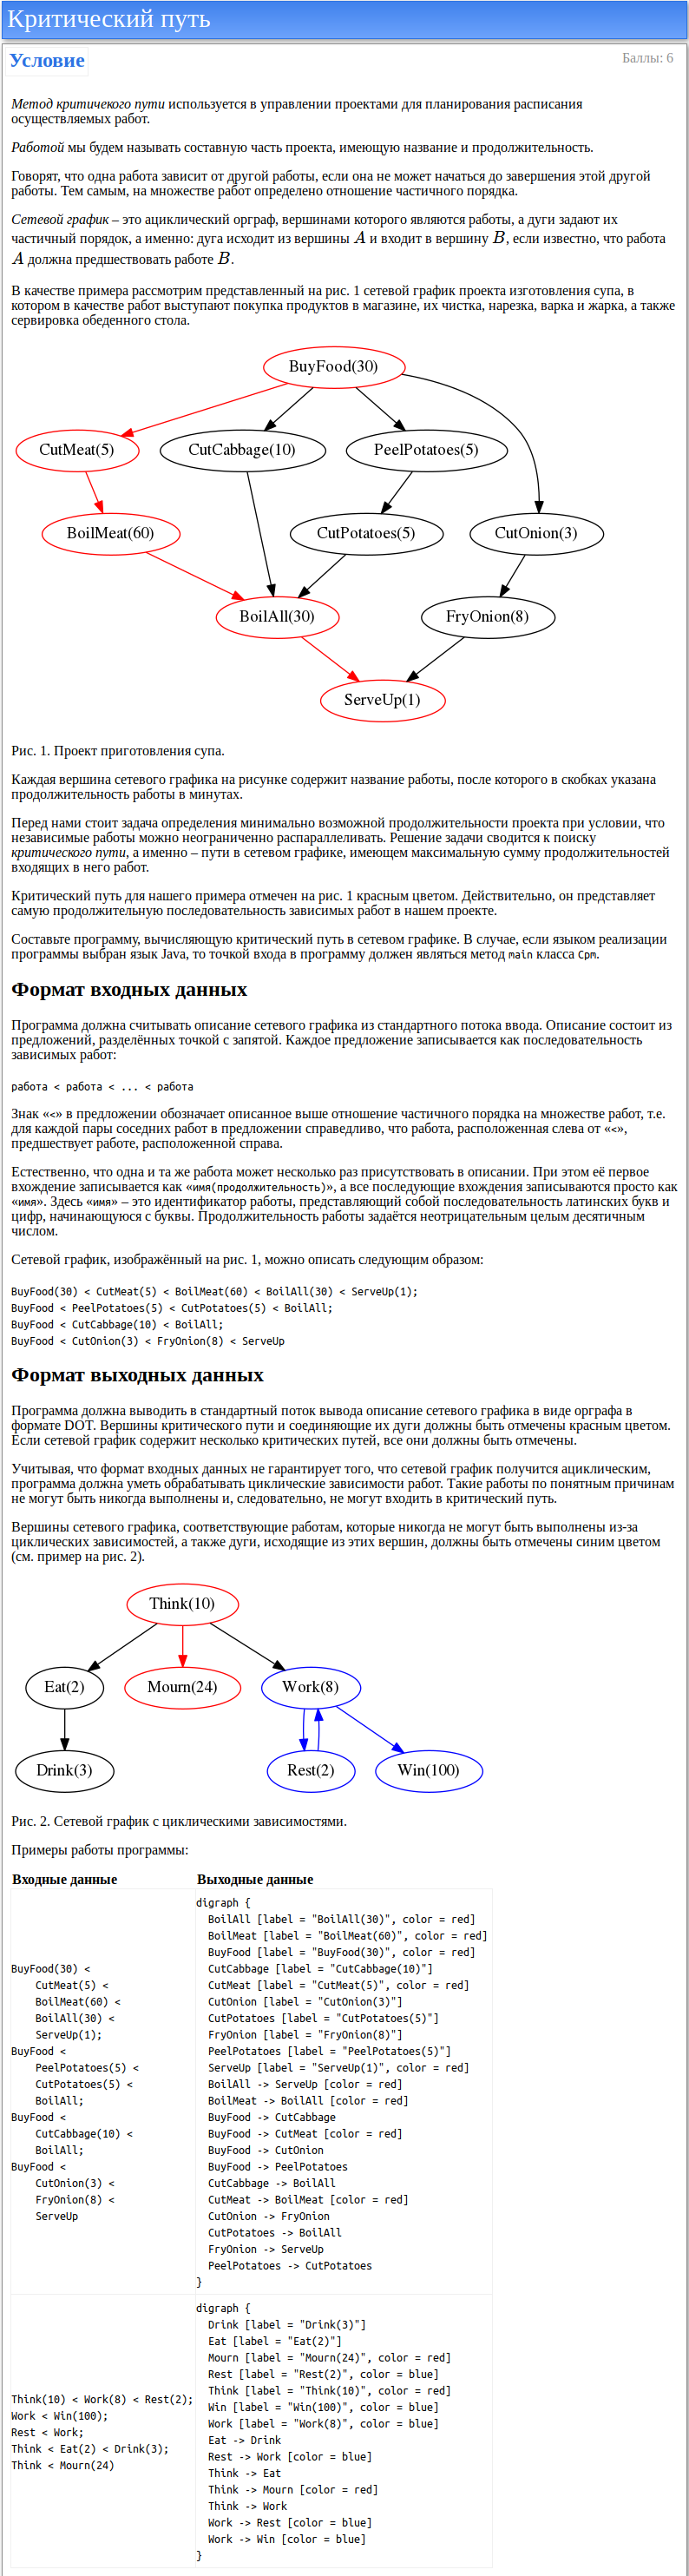 Критический путь
Условие
Баллы: 6
Метод критичекого пути используется в управлении проектами для планирования расписания
осуществляемых работ.
Работой мы будем называть составную часть проекта, имеющую название и продолжительность.
Говорят, что одна работа зависит от другой работы, если она не может начаться до завершения этой другой
работы. Тем самым, на множестве работ определено отношение частичного порядка.
Сетевой график – это ациклический орграф, вершинами которого являются работы, а дуги задают их
частичный порядок, а именно: дуга исходит из вершины A и входит в вершину B, если известно, что работа
A должна предшествовать работе B.
В качестве примера рассмотрим представленный на рис. 1 сетевой график проекта изготовления супа, в
котором в качестве работ выступают покупка продуктов в магазине, их чистка, нарезка, варка и жарка, а также
сервировка обеденного стола.
BuyFood(30)
CutMeat(5) CutCabbage(10) PeelPotatoes(5)
BoilMeat(60) CutPotatoes(5) CutOnion(3)
BoilAll(30) FryOnion(8)
ServeUp(1)
Рис. 1. Проект приготовления супа.
Каждая вершина сетевого графика на рисунке содержит название работы, после которого в скобках указана
продолжительность работы в минутах.
Перед нами стоит задача определения минимально возможной продолжительности проекта при условии, что
независимые работы можно неограниченно распараллеливать. Решение задачи сводится к поиску
критического пути, а именно – пути в сетевом графике, имеющем максимальную сумму продолжительностей
входящих в него работ.
Критический путь для нашего примера отмечен на рис. 1 красным цветом. Действительно, он представляет
самую продолжительную последовательность зависимых работ в нашем проекте.
Составьте программу, вычисляющую критический путь в сетевом графике. В случае, если языком реализации
программы выбран язык Java, то точкой входа в программу должен являться метод main класса Cpm.
Формат входных данных
Программа должна считывать описание сетевого графика из стандартного потока ввода. Описание состоит из
предложений, разделённых точкой с запятой. Каждое предложение записывается как последовательность
зависимых работ:
работа < работа < ... < работа
Знак «<» в предложении обозначает описанное выше отношение частичного порядка на множестве работ, т.е.
для каждой пары соседних работ в предложении справедливо, что работа, расположенная слева от «<»,
предшествует работе, расположенной справа.
Естественно, что одна и та же работа может несколько раз присутствовать в описании. При этом её первое
вхождение записывается как «имя(продолжительность)», а все последующие вхождения записываются просто как
«имя». Здесь «имя» – это идентификатор работы, представляющий собой последовательность латинских букв и
цифр, начинающуюся с буквы. Продолжительность работы задаётся неотрицательным целым десятичным
числом.
Сетевой график, изображённый на рис. 1, можно описать следующим образом:
BuyFood(30) < CutMeat(5) < BoilMeat(60) < BoilAll(30) < ServeUp(1);
BuyFood < PeelPotatoes(5) < CutPotatoes(5) < BoilAll;
BuyFood < CutCabbage(10) < BoilAll;
BuyFood < CutOnion(3) < FryOnion(8) < ServeUp
Формат выходных данных
Программа должна выводить в стандартный поток вывода описание сетевого графика в виде орграфа в
формате DOT. Вершины критического пути и соединяющие их дуги должны быть отмечены красным цветом.
Если сетевой график содержит несколько критических путей, все они должны быть отмечены.
Учитывая, что формат входных данных не гарантирует того, что сетевой график получится ациклическим,
программа должна уметь обрабатывать циклические зависимости работ. Такие работы по понятным причинам
не могут быть никогда выполнены и, следовательно, не могут входить в критический путь.
Вершины сетевого графика, соответствующие работам, которые никогда не могут быть выполнены из-за
циклических зависимостей, а также дуги, исходящие из этих вершин, должны быть отмечены синим цветом
(см. пример на рис. 2).
Think(10)
Eat(2) Mourn(24) Work(8)
Drink(3) Rest(2) Win(100)
Рис. 2. Сетевой график с циклическими зависимостями.
Примеры работы программы:
Входные данные
Выходные данные
BuyFood(30) <
CutMeat(5) <
BoilMeat(60) <
BoilAll(30) <
ServeUp(1);
BuyFood <
PeelPotatoes(5) <
CutPotatoes(5) <
BoilAll;
BuyFood <
CutCabbage(10) <
BoilAll;
BuyFood <
CutOnion(3) <
FryOnion(8) <
ServeUp
digraph {
BoilAll [label = "BoilAll(30)", color = red]
BoilMeat [label = "BoilMeat(60)", color = red]
BuyFood [label = "BuyFood(30)", color = red]
CutCabbage [label = "CutCabbage(10)"]
CutMeat [label = "CutMeat(5)", color = red]
CutOnion [label = "CutOnion(3)"]
CutPotatoes [label = "CutPotatoes(5)"]
FryOnion [label = "FryOnion(8)"]
PeelPotatoes [label = "PeelPotatoes(5)"]
ServeUp [label = "ServeUp(1)", color = red]
BoilAll -> ServeUp [color = red]
BoilMeat -> BoilAll [color = red]
BuyFood -> CutCabbage
BuyFood -> CutMeat [color = red]
BuyFood -> CutOnion
BuyFood -> PeelPotatoes
CutCabbage -> BoilAll
CutMeat -> BoilMeat [color = red]
CutOnion -> FryOnion
CutPotatoes -> BoilAll
FryOnion -> ServeUp
PeelPotatoes -> CutPotatoes
}
Think(10) < Work(8) < Rest(2);
Work < Win(100);
Rest < Work;
Think < Eat(2) < Drink(3);
Think < Mourn(24)
digraph {
Drink [label = "Drink(3)"]
Eat [label = "Eat(2)"]
Mourn [label = "Mourn(24)", color = red]
Rest [label = "Rest(2)", color = blue]
Think [label = "Think(10)", color = red]
Win [label = "Win(100)", color = blue]
Work [label = "Work(8)", color = blue]
Eat -> Drink
Rest -> Work [color = blue]
Think -> Eat
Think -> Mourn [color = red]
Think -> Work
Work -> Rest [color = blue]
Work -> Win [color = blue]
}